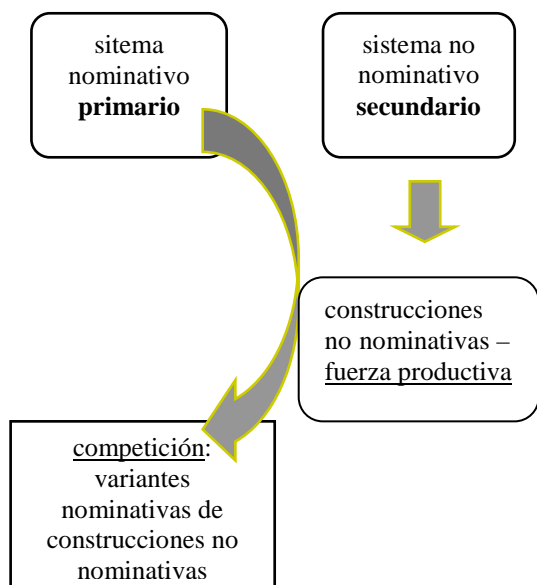 sitema
nominativo
primario
sistema no
nominativo
secundario
construcciones
no nominativas –
fuerza productiva
competición:
variantes
nominativas de
construcciones no
nominativas